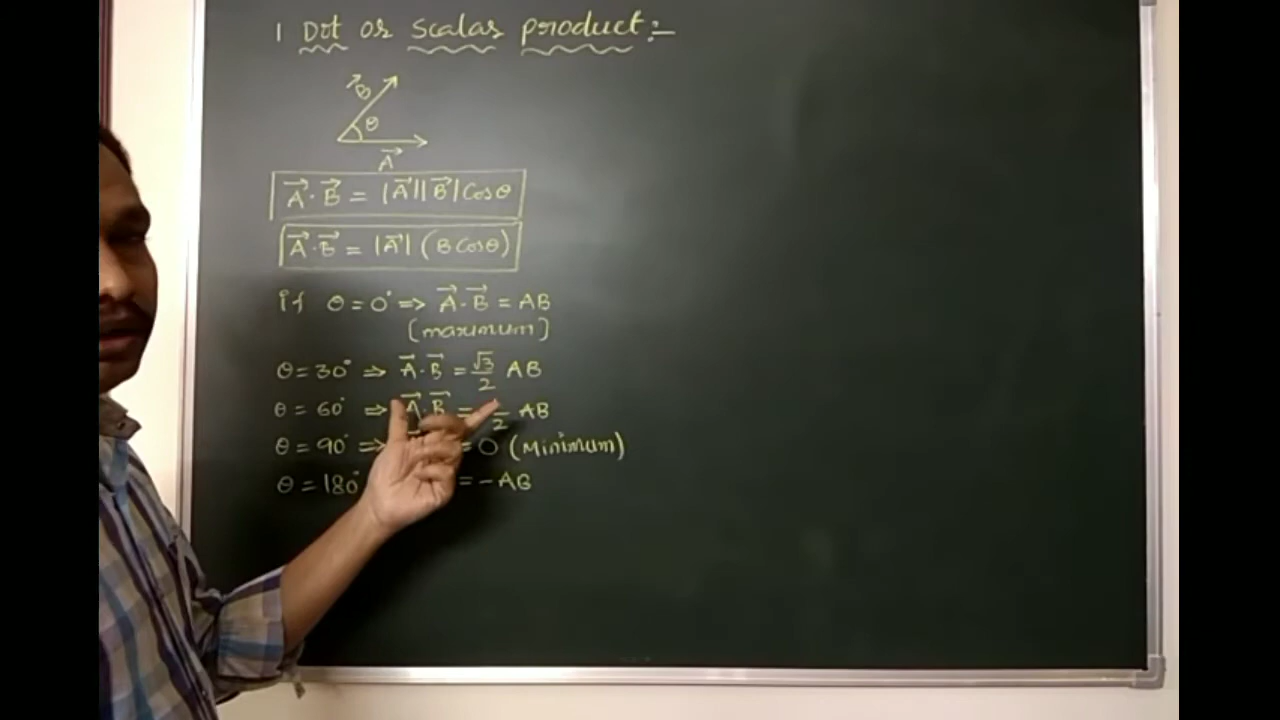 1 Dot or scalar product:-
B
θ
A
A⃗·B⃗ = |A⃗||B⃗|Cosθ
A⃗·B⃗ = |A⃗| (B Cosθ)
if θ = 0° ⇒ A⃗·B⃗ = AB
[maximum]
θ = 30° ⇒ A⃗·B⃗ = √3/2 AB
θ = 60° ⇒ A⃗·B⃗ = /2 AB
θ = 90° ⇒ = 0 (Minimum)
θ = 180° = -AB